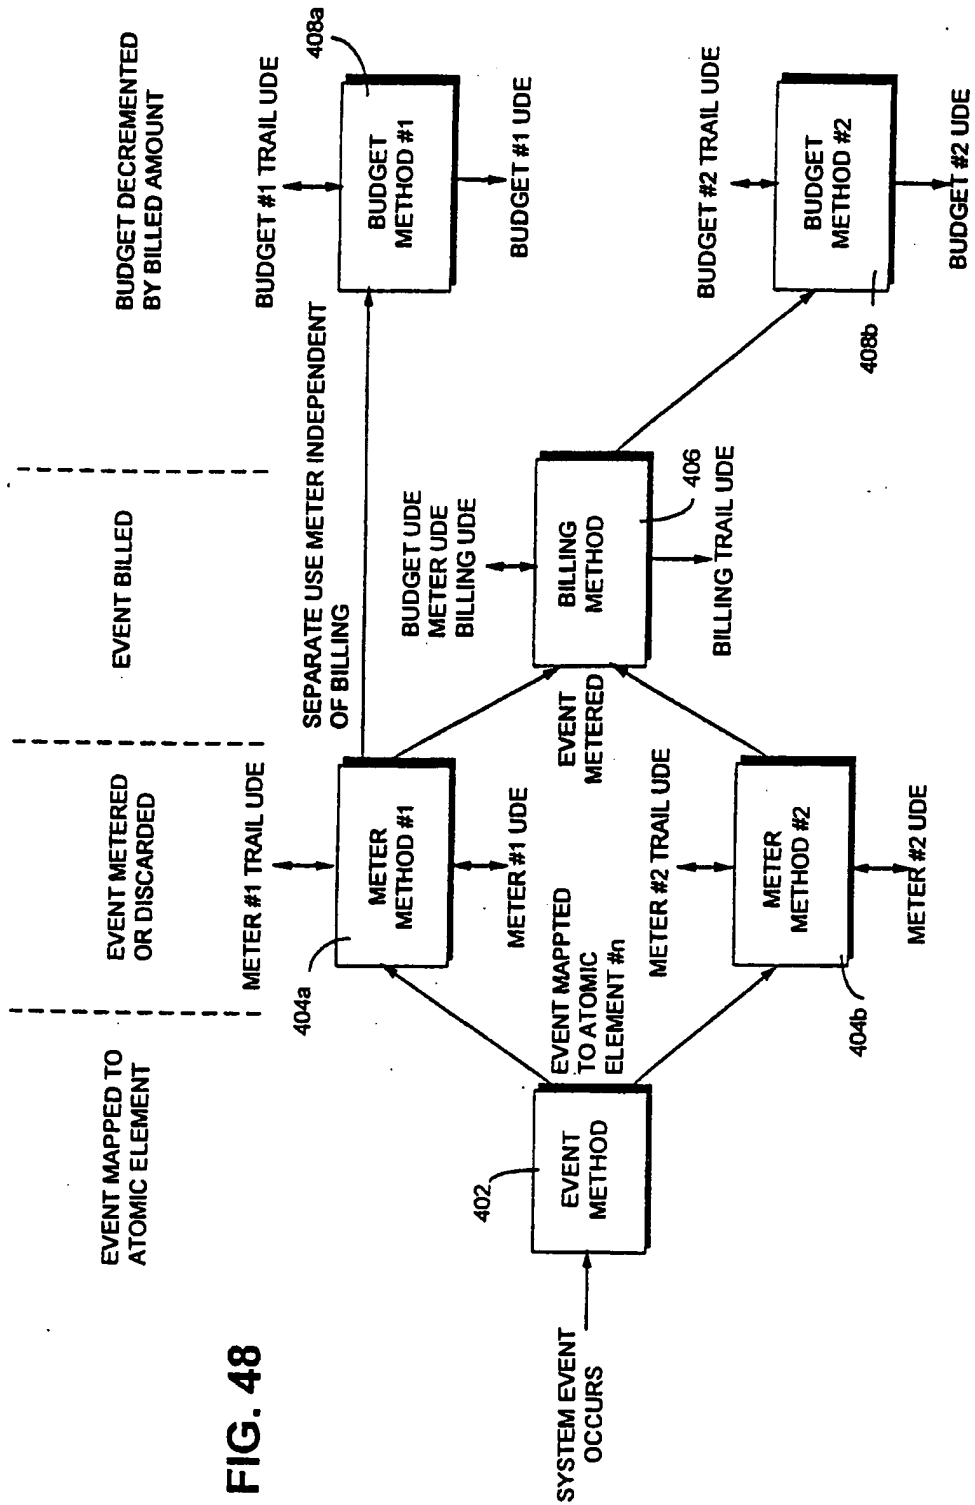 EVENT MAPPED TO
ATOMIC ELEMENT
EVENT METERED
OR DISCARDED
EVENT BILLED
BUDGET DECREMENTED
BY BILLED AMOUNT
METER #1 TRAIL UDE
404a
METER
METHOD #1
METER #1 UDE
SEPARATE USE METER INDEPENDENT
OF BILLING
BUDGET #1 TRAIL UDE
408a
BUDGET
METHOD #1
BUDGET #1 UDE
SYSTEM EVENT
OCCURS
402
EVENT
METHOD
EVENT MAPPTED
TO ATOMIC
ELEMENT #n
EVENT
METERED
BUDGET UDE
METER UDE
BILLING UDE
BILLING
METHOD
406
BILLING TRAIL UDE
METER #2 TRAIL UDE
METER
METHOD #2
404b
METER #2 UDE
BUDGET #2 TRAIL UDE
BUDGET
METHOD #2
408b
BUDGET #2 UDE
FIG. 48